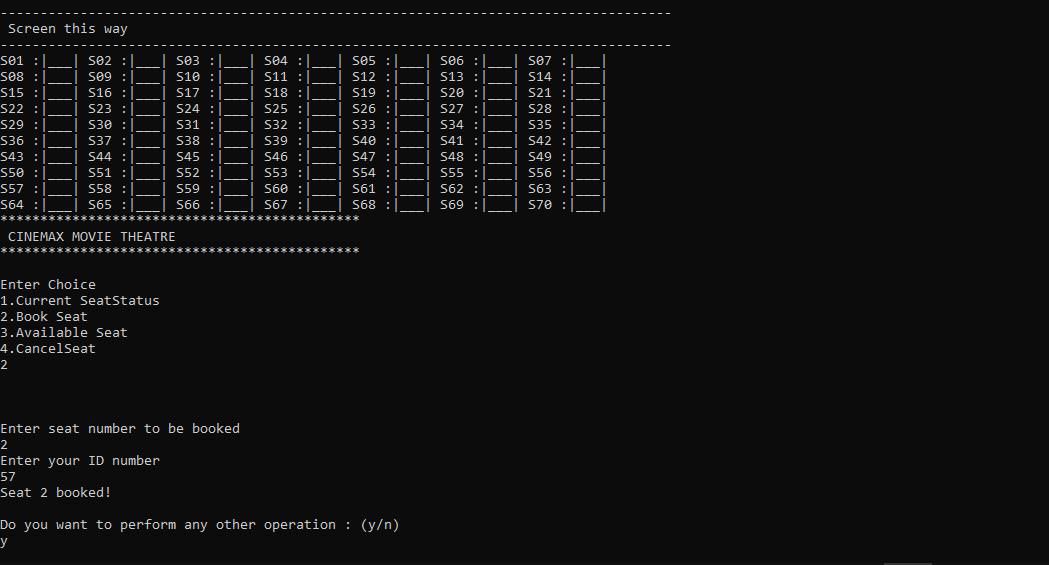 ------------------------------------------------------------------------------------
Screen this way
------------------------------------------------------------------------------------
S01 :|___| S02 :|___| S03 :|___| S04 :|___| S05 :|___| S06 :|___| S07 :|___|
S08 :|___| S09 :|___| S10 :|___| S11 :|___| S12 :|___| S13 :|___| S14 :|___|
S15 :|___| S16 :|___| S17 :|___| S18 :|___| S19 :|___| S20 :|___| S21 :|___|
S22 :|___| S23 :|___| S24 :|___| S25 :|___| S26 :|___| S27 :|___| S28 :|___|
S29 :|___| S30 :|___| S31 :|___| S32 :|___| S33 :|___| S34 :|___| S35 :|___|
S36 :|___| S37 :|___| S38 :|___| S39 :|___| S40 :|___| S41 :|___| S42 :|___|
S43 :|___| S44 :|___| S45 :|___| S46 :|___| S47 :|___| S48 :|___| S49 :|___|
S50 :|___| S51 :|___| S52 :|___| S53 :|___| S54 :|___| S55 :|___| S56 :|___|
S57 :|___| S58 :|___| S59 :|___| S60 :|___| S61 :|___| S62 :|___| S63 :|___|
S64 :|___| S65 :|___| S66 :|___| S67 :|___| S68 :|___| S69 :|___| S70 :|___|
*********************************************
CINEMAX MOVIE THEATRE
*********************************************
Enter Choice
1.Current SeatStatus
2.Book Seat
3.Available Seat
4.CancelSeat
2
Enter seat number to be booked
2
Enter your ID number
57
Seat 2 booked!
Do you want to perform any other operation : (y/n)
y